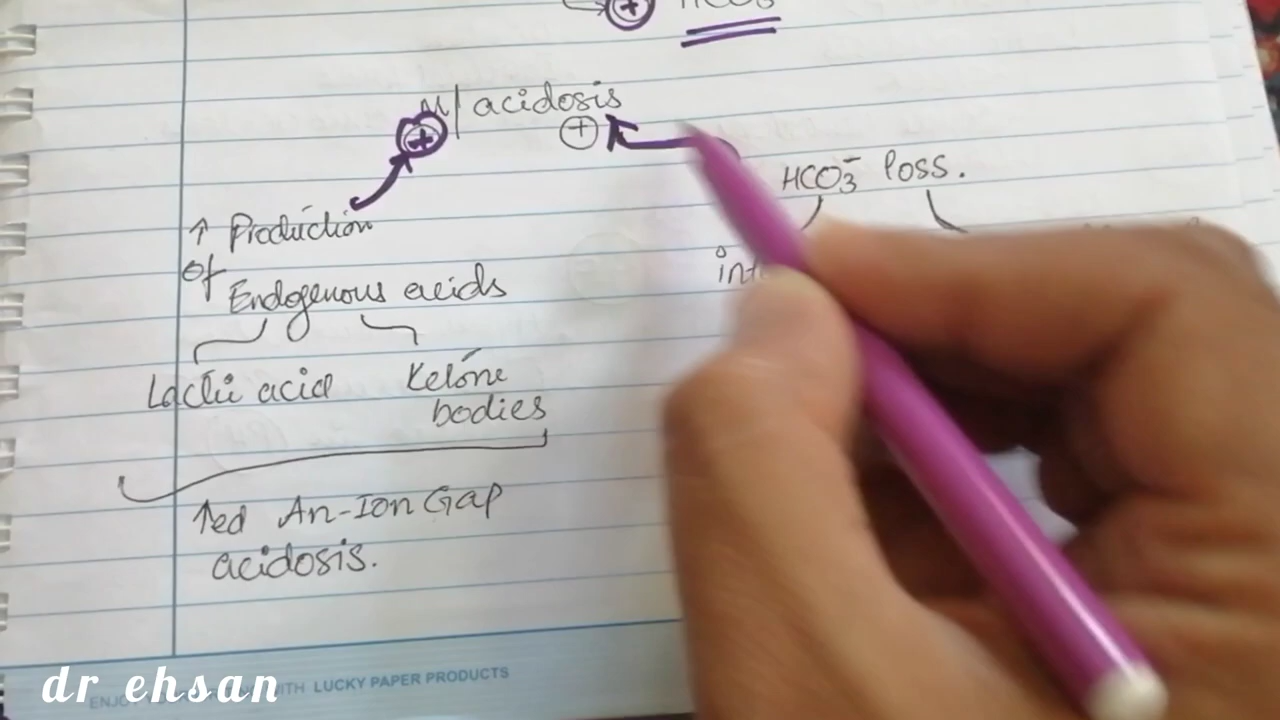 HCO3
M/ acidosis
+
+
HCO3⁻ loss.
↑ Production
of
Endogenous acids
Lactic acid
Ketone
bodies
↑ed An-Ion Gap
acidosis.
dr ehsan
WITH LUCKY PAPER PRODUCTS